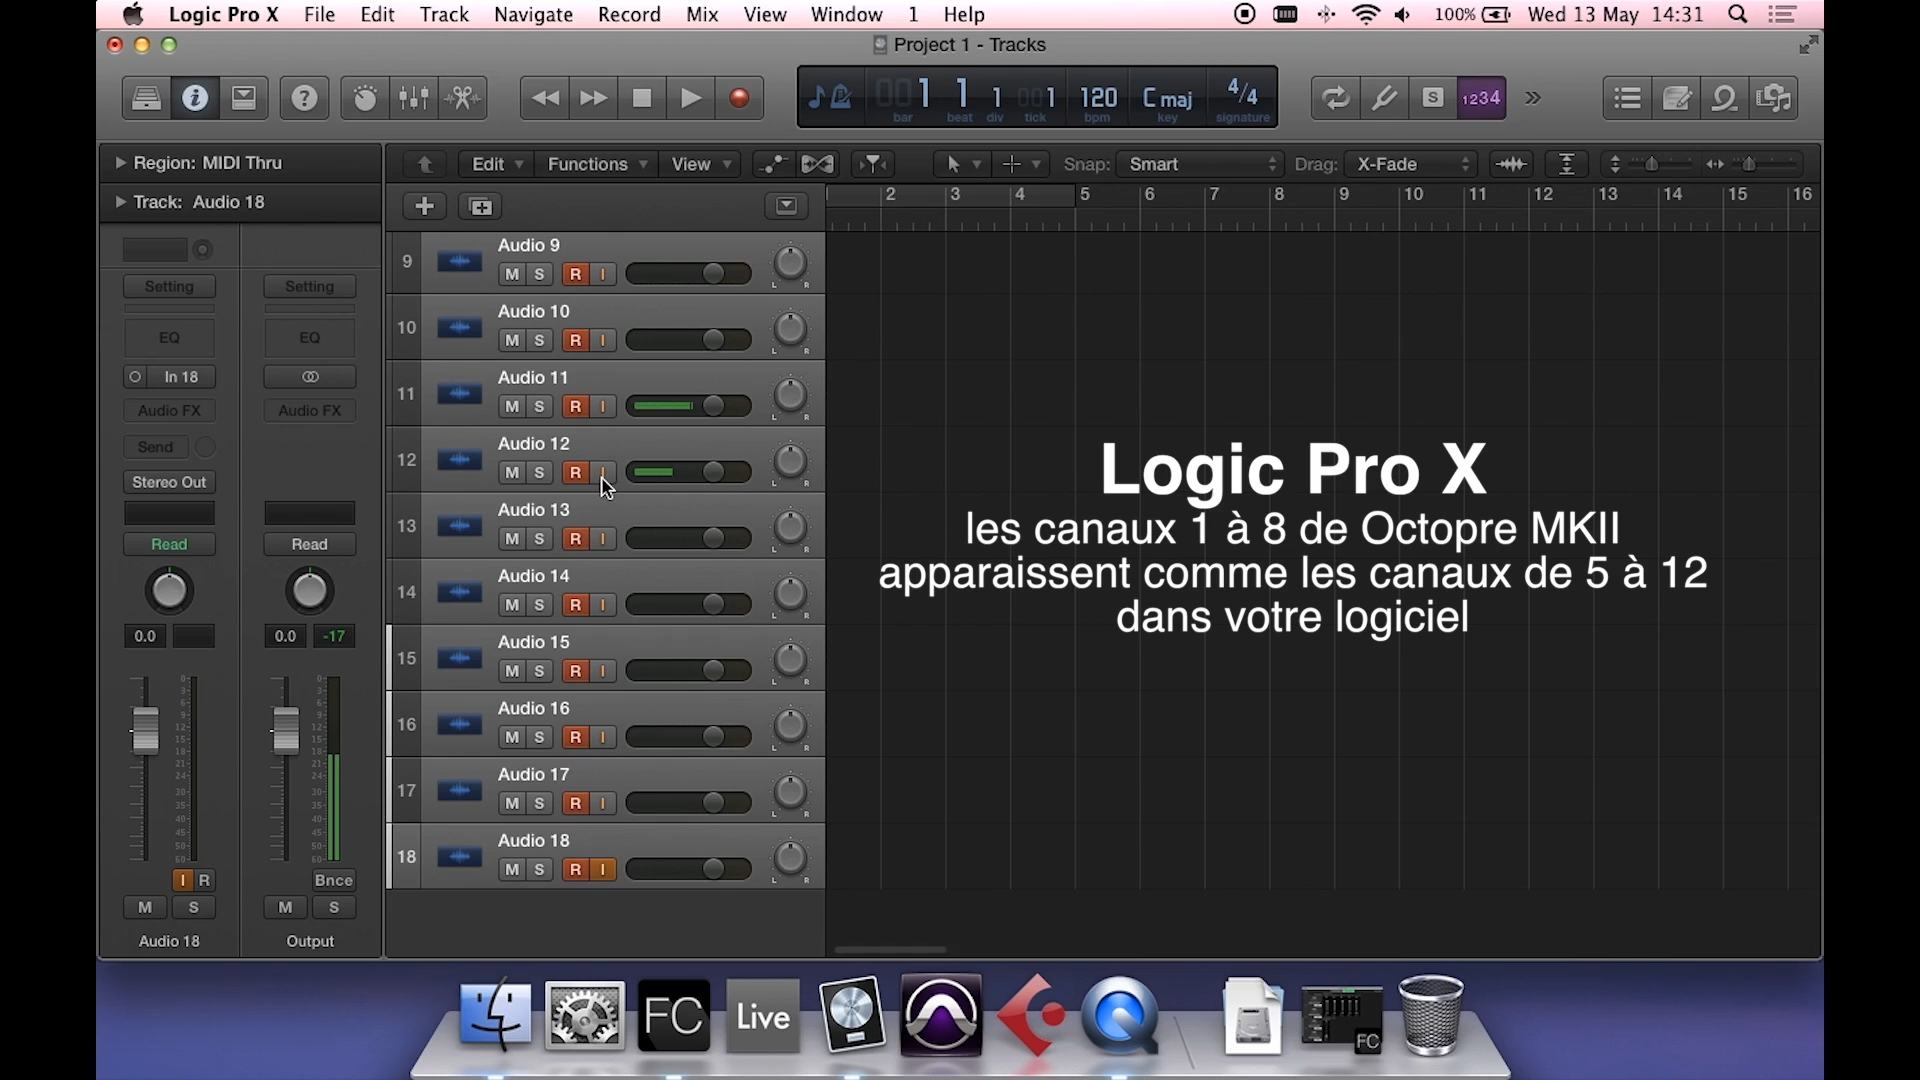 Logic Pro X File Edit Track Navigate Record Mix View Window 1 Help 100% Wed 13 May 14:31
Project 1 - Tracks
1 1 1 1 120 C maj 4/4
bar beat div tick bpm key signature
S 1234
Region: MIDI Thru
Edit Functions View Snap: Smart Drag: X-Fade
Track: Audio 18
2 3 4 5 6 7 8 9 10 11 12 13 14 15 16
Setting Setting
EQ EQ
In 18
Audio FX Audio FX
Send
Stereo Out
Read Read
0.0 0.0 -17
I R Bnce
M S M S
Audio 18 Output
9 Audio 9
M S R I L R
10 Audio 10
M S R I L R
11 Audio 11
M S R I L R
12 Audio 12
M S R I L R
13 Audio 13
M S R I L R
14 Audio 14
M S R I L R
15 Audio 15
M S R I L R
16 Audio 16
M S R I L R
17 Audio 17
M S R I L R
18 Audio 18
M S R I L R
Logic Pro X
les canaux 1 à 8 de Octopre MKII
apparaissent comme les canaux de 5 à 12
dans votre logiciel
FC Live FC